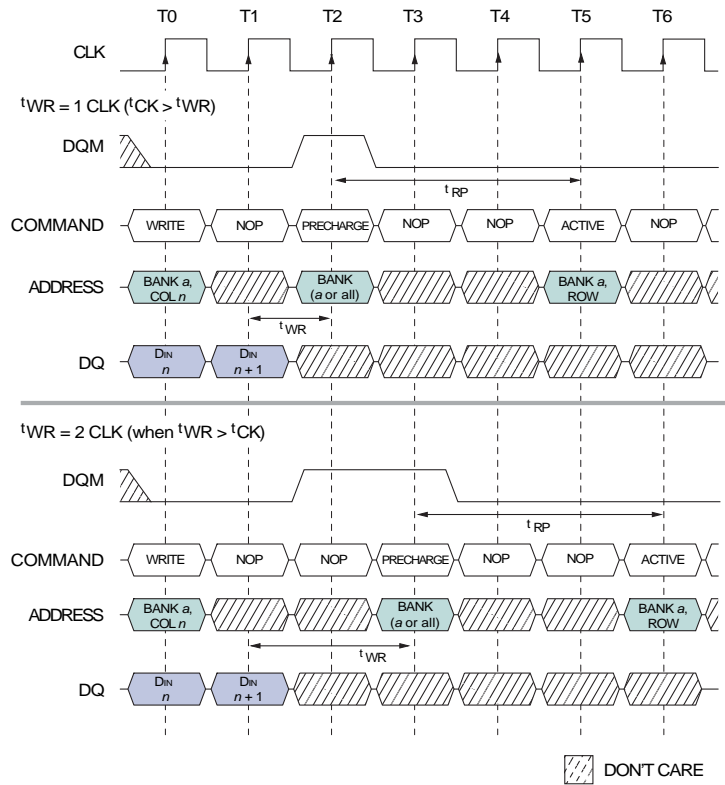 T0 T1 T2 T3 T4 T5 T6
CLK
tWR = 1 CLK (tCK > tWR)
DQM
tRP
COMMAND WRITE NOP PRECHARGE NOP NOP ACTIVE NOP
ADDRESS BANK a, COL n BANK (a or all) BANK a, ROW
tWR
DQ DIN n DIN n + 1
tWR = 2 CLK (when tWR > tCK)
DQM
tRP
COMMAND WRITE NOP NOP PRECHARGE NOP NOP ACTIVE
ADDRESS BANK a, COL n BANK (a or all) BANK a, ROW
tWR
DQ DIN n DIN n + 1
DON'T CARE